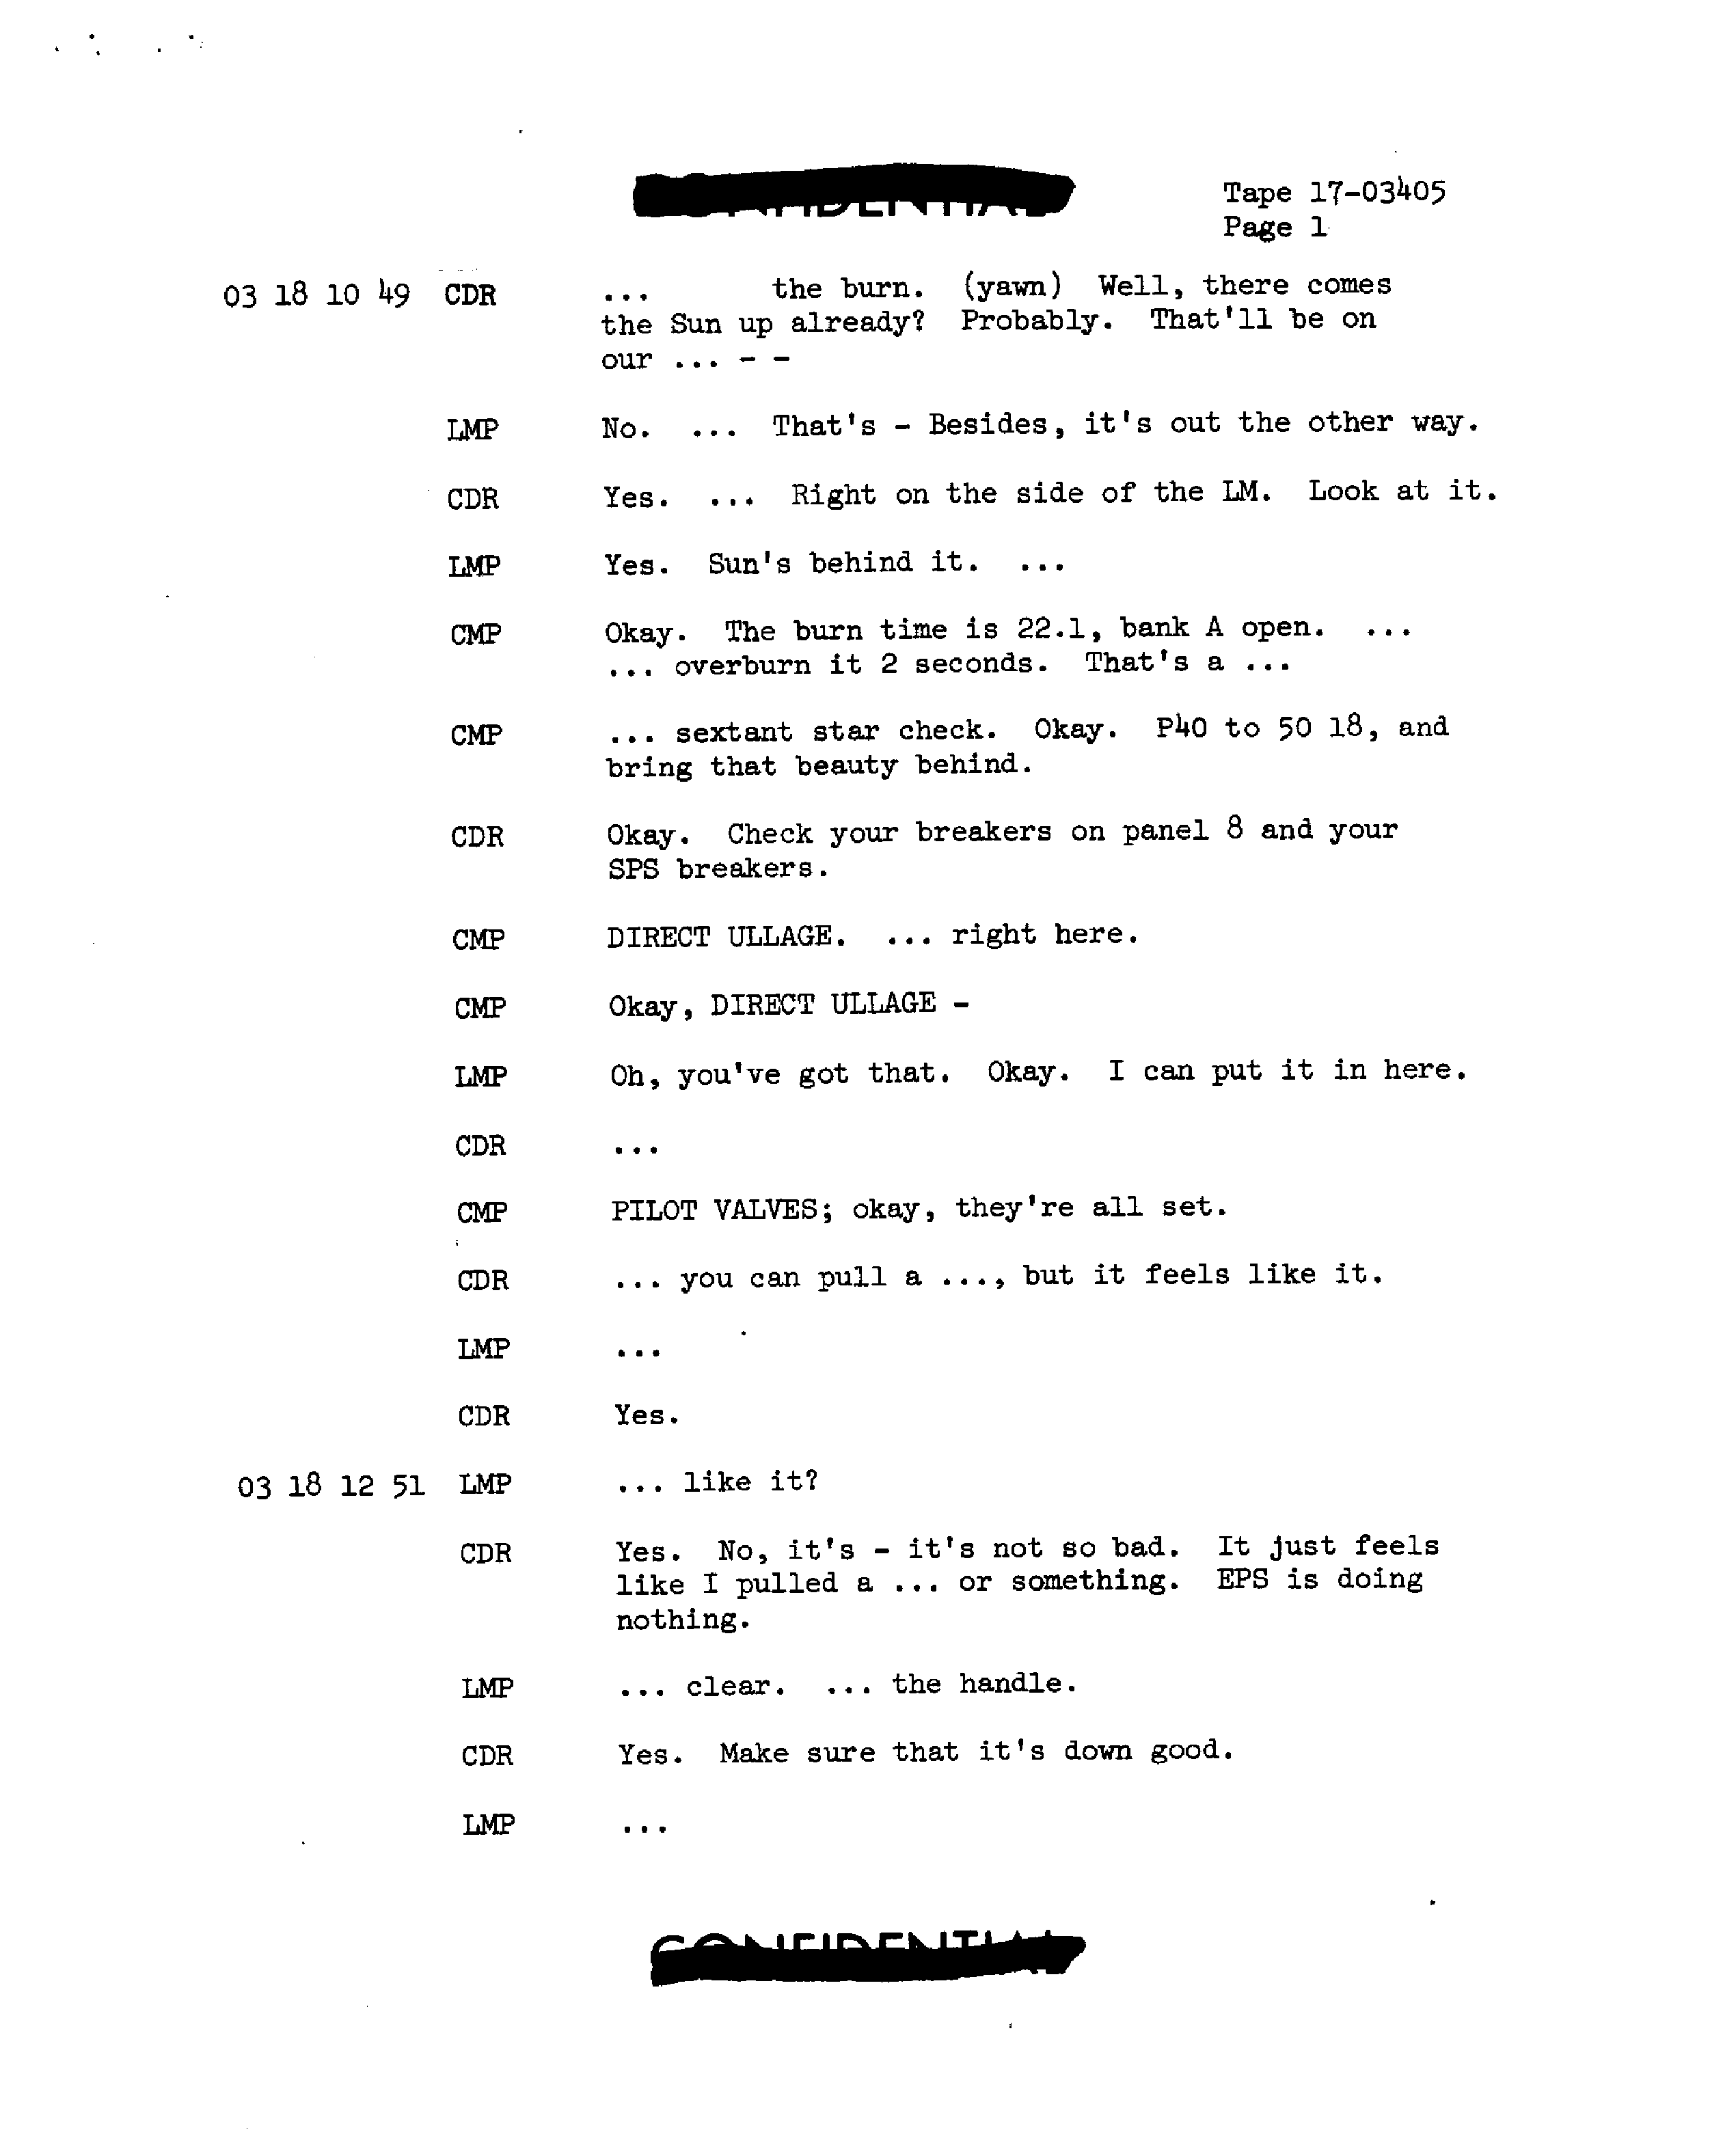 CONFIDENTIAL
Tape 17-03405
Page 1
03 18 10 49 CDR ... the burn. (yawn) Well, there comes
the Sun up already? Probably. That'll be on
our ... - -
LMP No. ... That's - Besides, it's out the other way.
CDR Yes. ... Right on the side of the LM. Look at it.
LMP Yes. Sun's behind it. ...
CMP Okay. The burn time is 22.1, bank A open. ...
... overburn it 2 seconds. That's a ...
CMP ... sextant star check. Okay. P40 to 50 18, and
bring that beauty behind.
CDR Okay. Check your breakers on panel 8 and your
SPS breakers.
CMP DIRECT ULLAGE. ... right here.
CMP Okay, DIRECT ULLAGE -
LMP Oh, you've got that. Okay. I can put it in here.
CDR ...
CMP PILOT VALVES; okay, they're all set.
CDR ... you can pull a ..., but it feels like it.
LMP ...
CDR Yes.
03 18 12 51 LMP ... like it?
CDR Yes. No, it's - it's not so bad. It just feels
like I pulled a ... or something. EPS is doing
nothing.
LMP ... clear. ... the handle.
CDR Yes. Make sure that it's down good.
LMP ...
CONFIDENTIAL